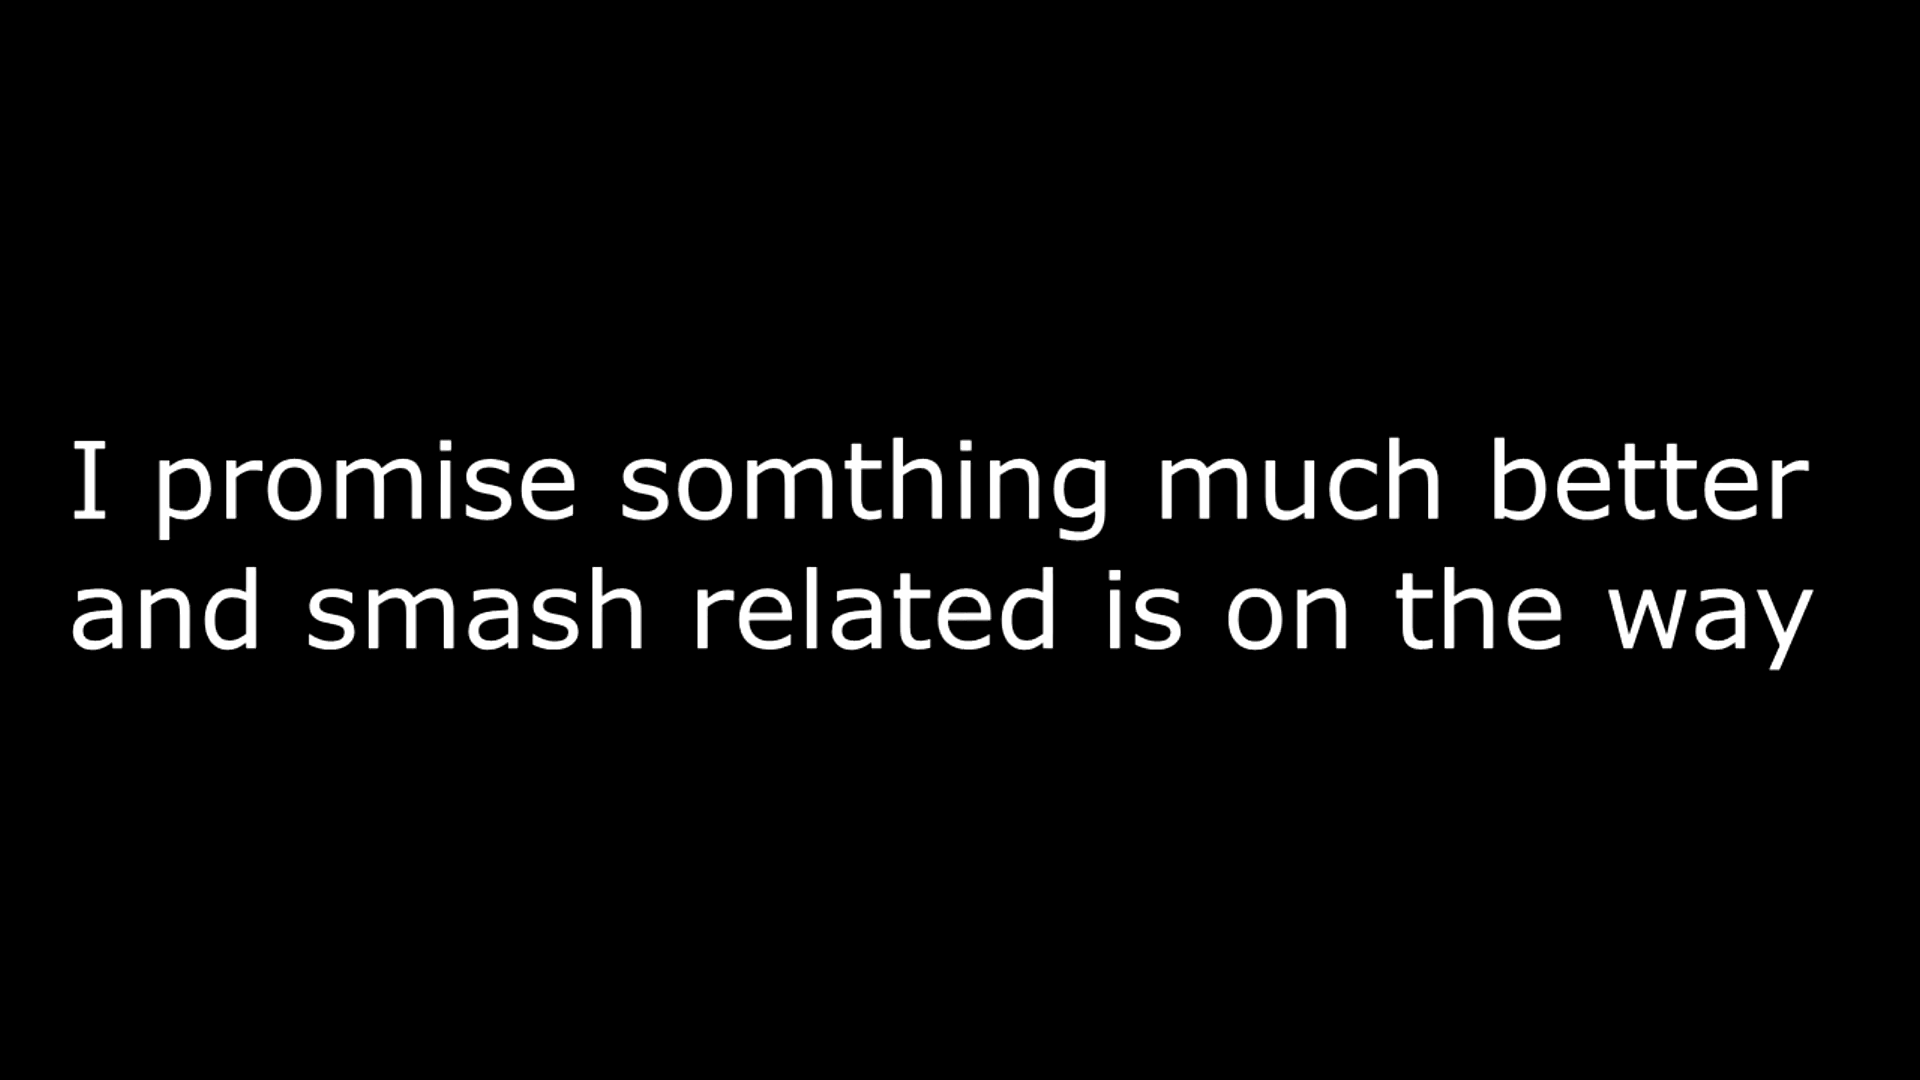 I promise somthing much better
and smash related is on the way